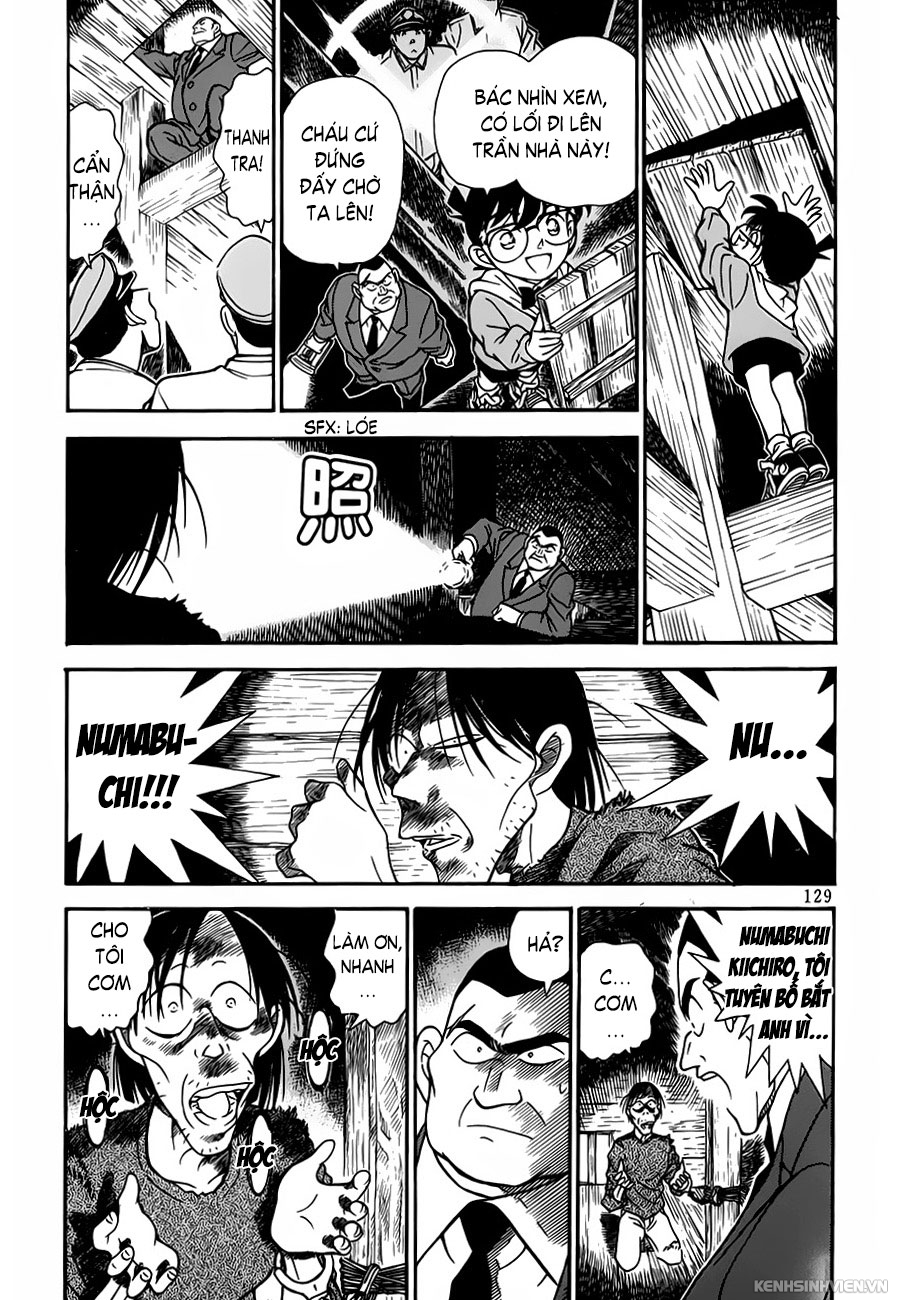 BÁC NHÌN XEM,
CÓ LỐI ĐI LÊN
TRẦN NHÀ NÀY!
CHÁU CỨ
ĐỨNG
ĐẤY CHỜ
TA LÊN!
THANH
TRA!
CẨN
THẬN
...
SFX: LÓE
照
NU...
NUMABU-
CHI!!!
129
NUMABUCHI
KIICHIRO, TÔI
TUYÊN BỐ BẮT
ANH VÌ...
C...
CƠM
...
HẢ?
LÀM ƠN,
NHANH
...
CHO
TÔI
CƠM
...
HỘC
HỘC
HỘC
KENHSINHVIEN.VN